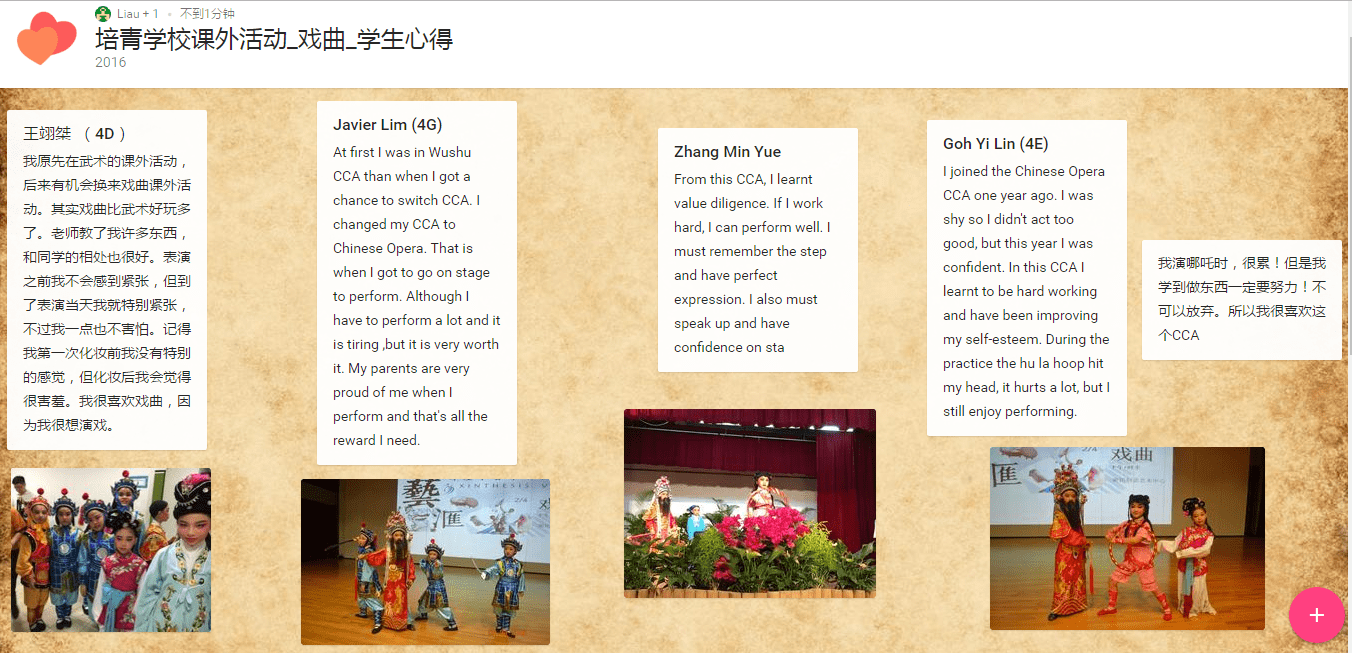 Liau + 1 • 不到1分钟
培青学校课外活动_戏曲_学生心得
2016
王翊桀 （ 4D ）
我原先在武术的课外活动，
后来有机会换来戏曲课外活
动。其实戏曲比武术好玩多
了。老师教了我许多东西，
和同学的相处也很好。表演
之前我不会感到紧张，但到
了表演当天我就特别紧张，
不过我一点也不害怕。记得
我第一次化妆前我没有特别
的感觉，但化妆后我会觉得
很害羞。我很喜欢戏曲，因
为我很想演戏。
Javier Lim (4G)
At first I was in Wushu
CCA than when I got a
chance to switch CCA. I
changed my CCA to
Chinese Opera. That is
when I got to go on stage
to perform. Although I
have to perform a lot and it
is tiring ,but it is very worth
it. My parents are very
proud of me when I
perform and that's all the
reward I need.
Zhang Min Yue
From this CCA, I learnt
value diligence. If I work
hard, I can perform well. I
must remember the step
and have perfect
expression. I also must
speak up and have
confidence on sta
Goh Yi Lin (4E)
I joined the Chinese Opera
CCA one year ago. I was
shy so I didn't act too
good, but this year I was
confident. In this CCA I
learnt to be hard working
and have been improving
my self-esteem. During the
practice the hu la hoop hit
my head, it hurts a lot, but I
still enjoy performing.
我演哪吒时，很累！但是我
学到做东西一定要努力！不
可以放弃。所以我很喜欢这
个CCA
藝
匯
XINTHESIS
2/4
戏
匯
戏曲
2/4
+